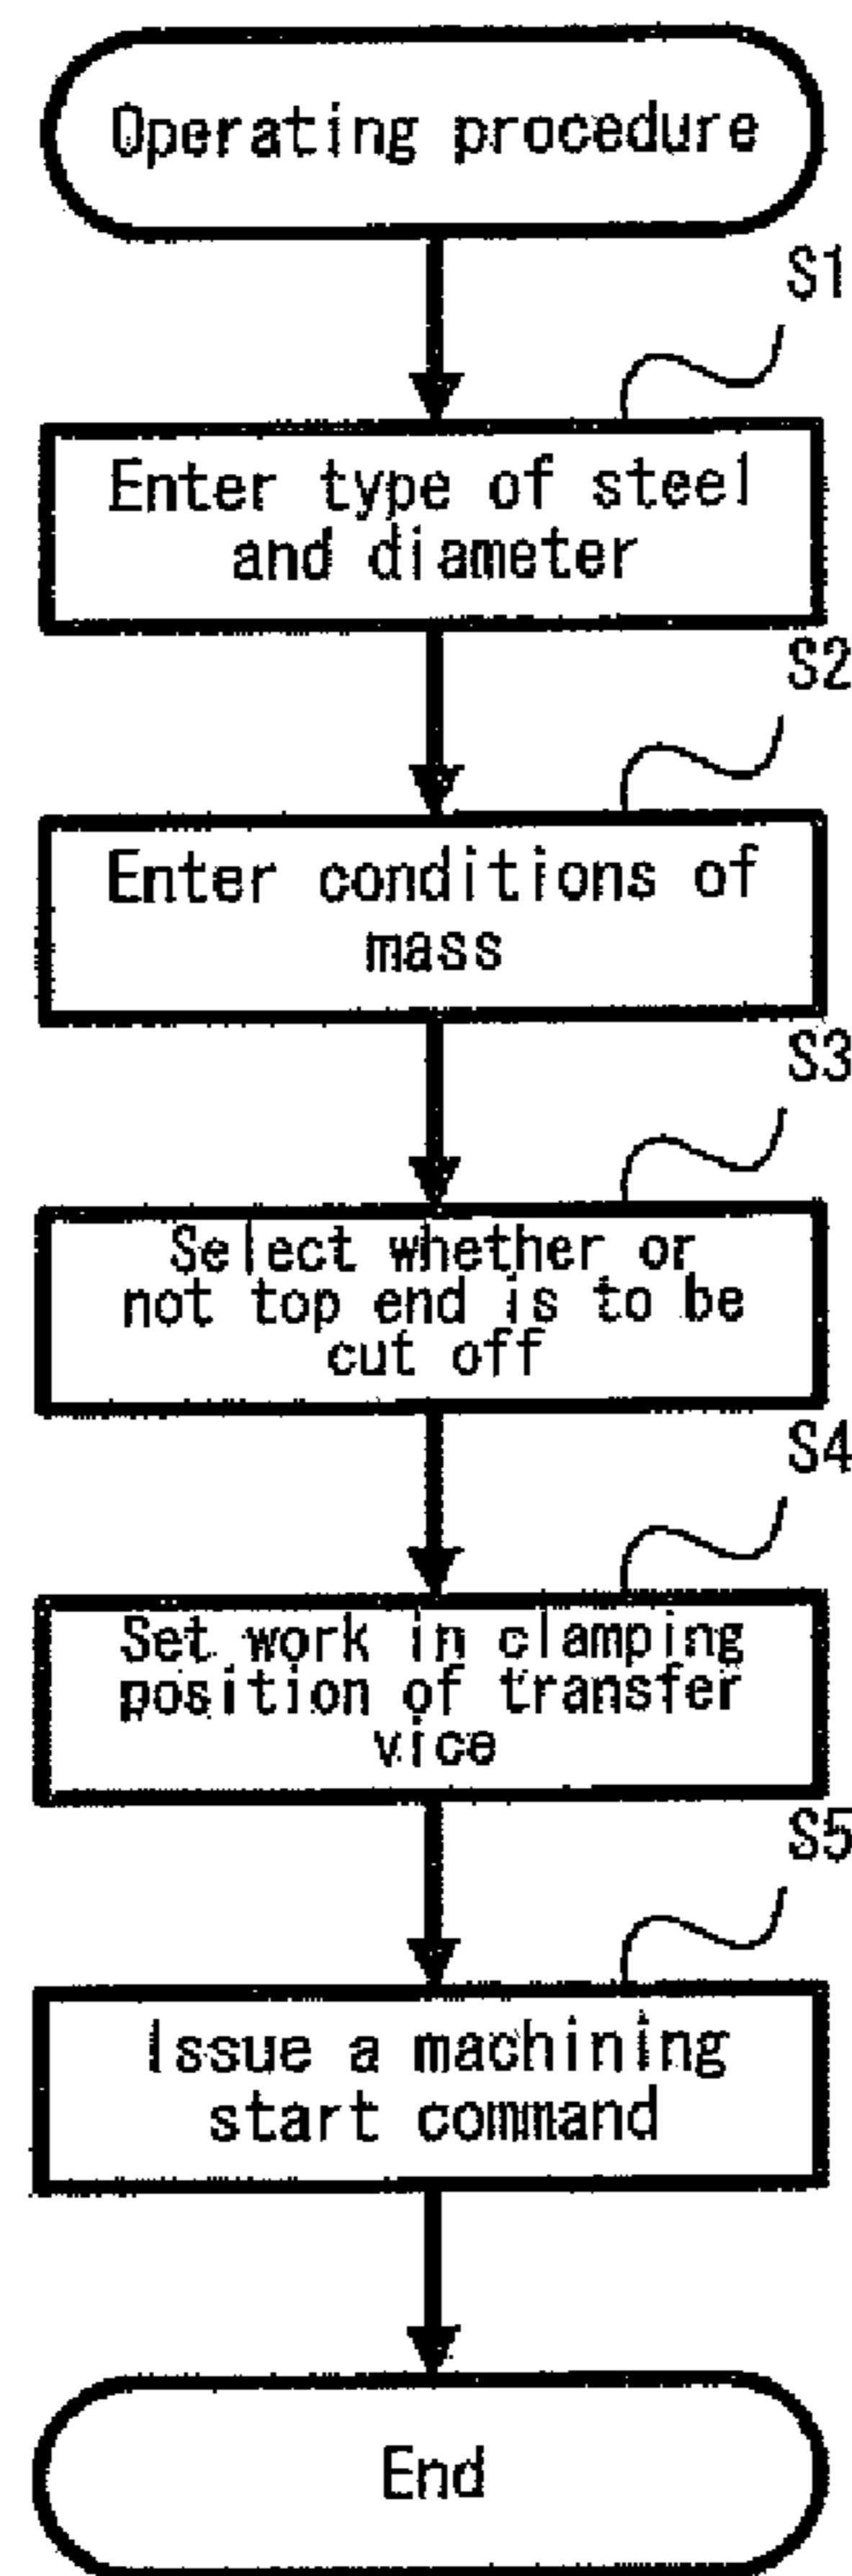 Operating procedure
S1
Enter type of steel
and diameter
S2
Enter conditions of
mass
S3
Select whether or
not top end is to be
cut off
S4
Set work in clamping
position of transfer
vice
S5
Issue a machining
start command
End